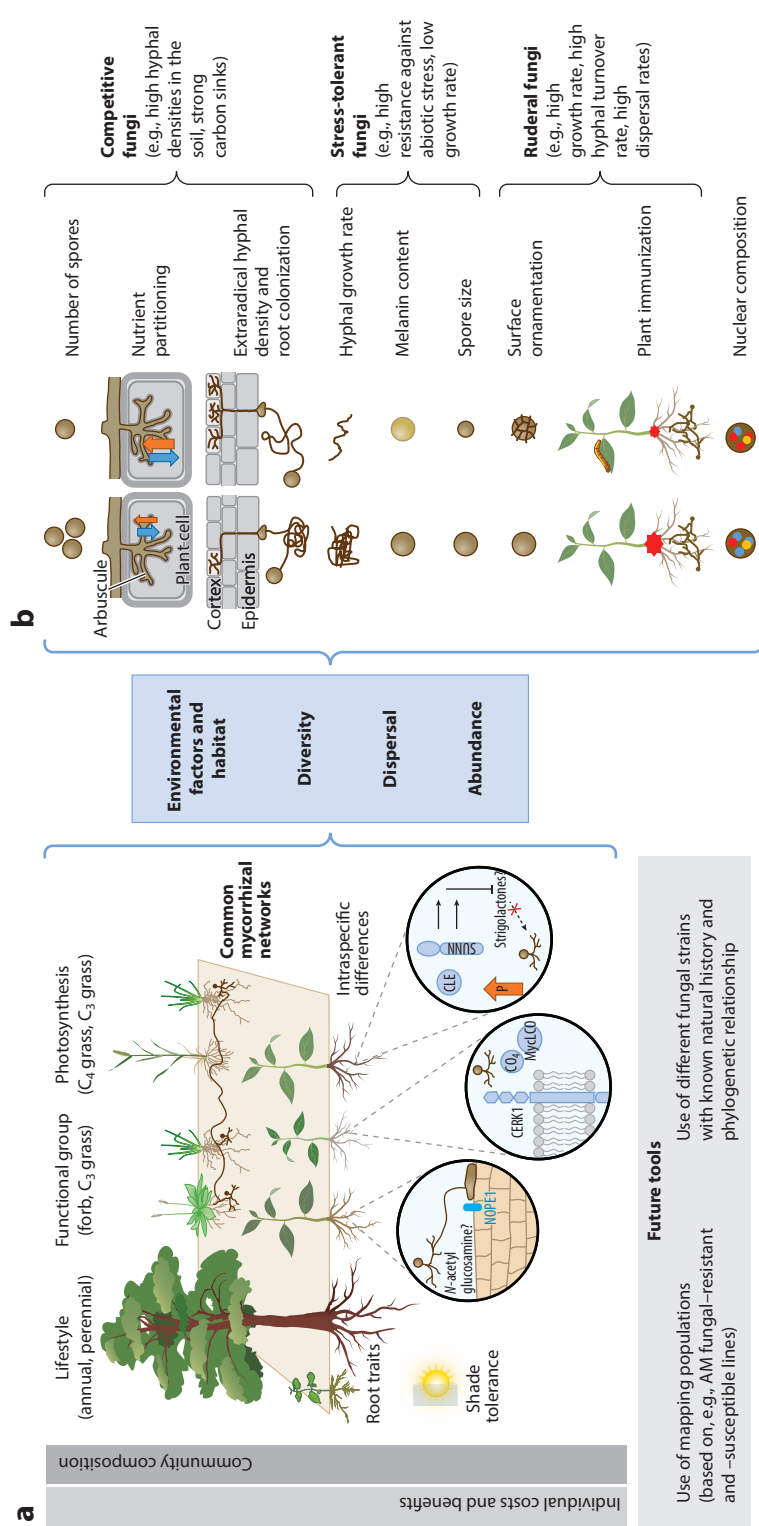 a
Individual costs and benefits
Community composition
Lifestyle
(annual, perennial)
Functional group
(forb, C3 grass)
Photosynthesis
(C4 grass, C3 grass)
Common
mycorrhizal
networks
Root traits
Intraspecific
differences
Shade
tolerance
N-acetyl
glucosamine?
NOPE1
CERK1
CO4
MycLCO
CLE
SUNN
P
Strigolactones?
Future tools
Use of mapping populations
(based on, e.g., AM fungal–resistant
and –susceptible lines)
Use of different fungal strains
with known natural history and
phylogenetic relationship
Environmental
factors and
habitat
Diversity
Dispersal
Abundance
b
Arbuscule
Plant cell
Cortex
Epidermis
Number of spores
Nutrient
partitioning
Extraradical hyphal
density and
root colonization
Hyphal growth rate
Melanin content
Spore size
Surface
ornamentation
Plant immunization
Nuclear composition
Competitive
fungi
(e.g., high hyphal
densities in the
soil, strong
carbon sinks)
Stress-tolerant
fungi
(e.g., high
resistance against
abiotic stress, low
growth rate)
Ruderal fungi
(e.g., high
growth rate, high
hyphal turnover
rate, high
dispersal rates)